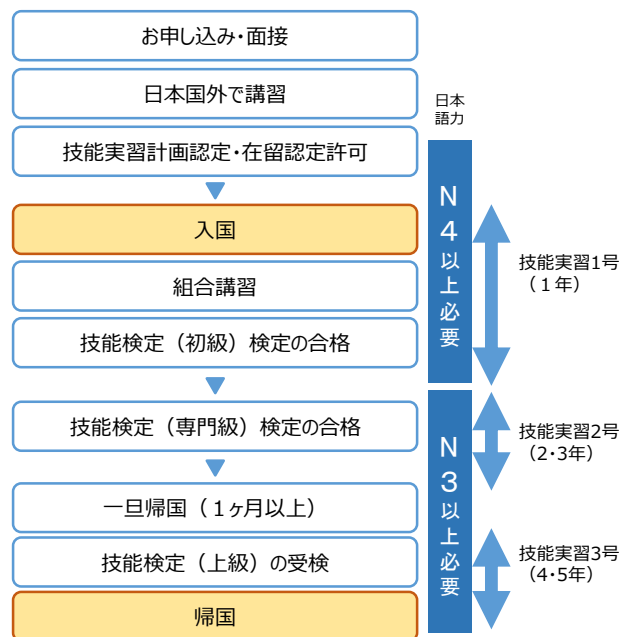 お申し込み・面接
日本国外で講習
技能実習計画認定・在留認定許可
入国
組合講習
技能検定（初級）検定の合格
技能検定（専門級）検定の合格
一旦帰国（１ヶ月以上）
技能検定（上級）の受検
帰国
日本
語力
N4以上必要
N3以上必要
技能実習1号
（１年）
技能実習2号
（2・3年）
技能実習3号
（4・5年）